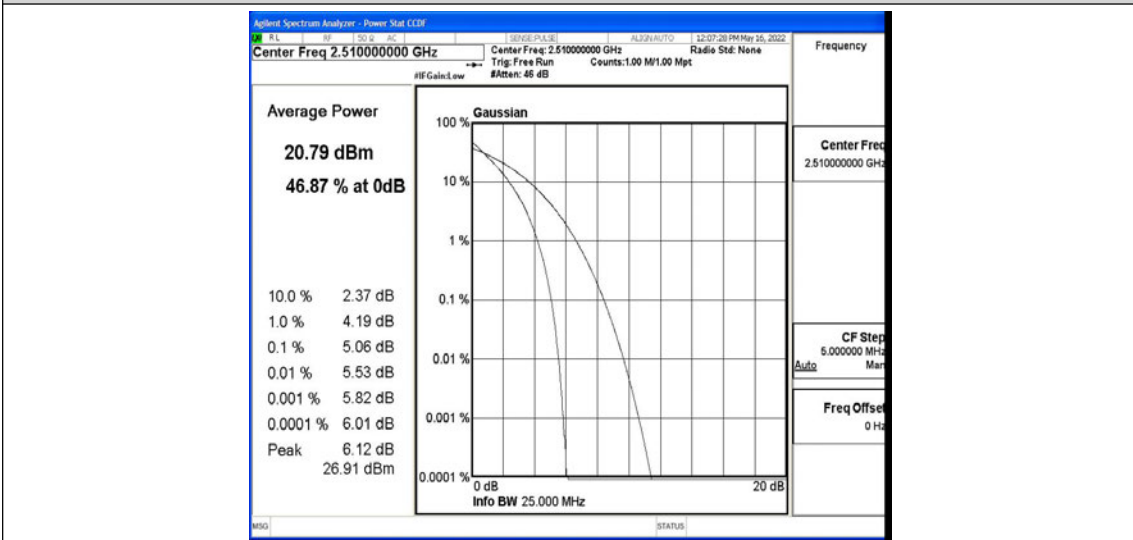 Agilent Spectrum Analyzer - Power Stat CCDF
RL RF 50 Ω AC SENSE:PULSE ALIGNAUTO 12:07:28 PM May 16, 2022
Center Freq 2.510000000 GHz
Center Freq: 2.510000000 GHz Radio Std: None
Trig: Free Run Counts:1.00 M/1.00 Mpt
#IFGain:Low #Atten: 46 dB
Frequency
Average Power
20.79 dBm
46.87 % at 0dB
10.0 % 2.37 dB
1.0 % 4.19 dB
0.1 % 5.06 dB
0.01 % 5.53 dB
0.001 % 5.82 dB
0.0001 % 6.01 dB
Peak 6.12 dB
26.91 dBm
Gaussian
100 %
10 %
1 %
0.1 %
0.01 %
0.001 %
0.0001 %
0 dB 20 dB
Info BW 25.000 MHz
Center Freq
2.510000000 GHz
CF Step
5.000000 MHz
Auto Man
Freq Offset
0 Hz
MSG STATUS